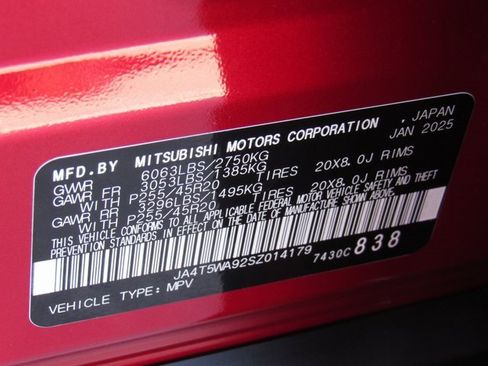 MFD.BY MITSUBISHI MOTORS CORPORATION , JAPAN
GVWR 6063LBS/2750KG JAN 2025
GAWR FR 3053LBS/1385KG
WITH P255/45R20 TIRES 20X8.0J RIMS
GAWR RR 3296LBS/1495KG
WITH P255/45R20 TIRES 20X8.0J RIMS
THIS VEHICLE CONFORMS TO ALL APPLICABLE FEDERAL MOTOR VEHICLE SAFETY AND THEFT
PREVENTION STANDARDS IN EFFECT ON THE DATE OF MANUFACTURE SHOWN ABOVE.
JA4T5WA92SZ014179 7430C 838
VEHICLE TYPE:MPV